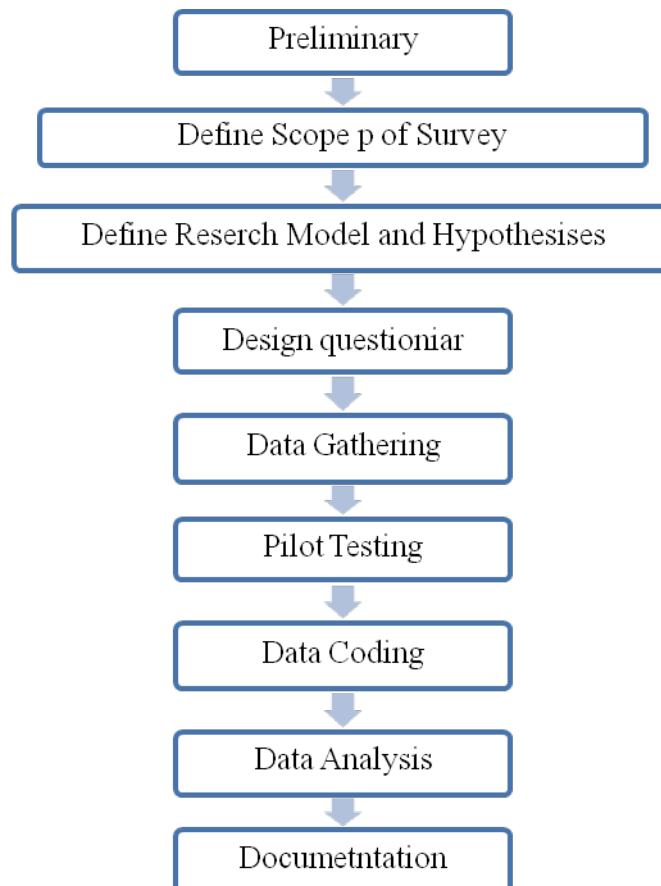 Preliminary
Define Scope p of Survey
Define Reserch Model and Hypothesises
Design questioniar
Data Gathering
Pilot Testing
Data Coding
Data Analysis
Documetntation